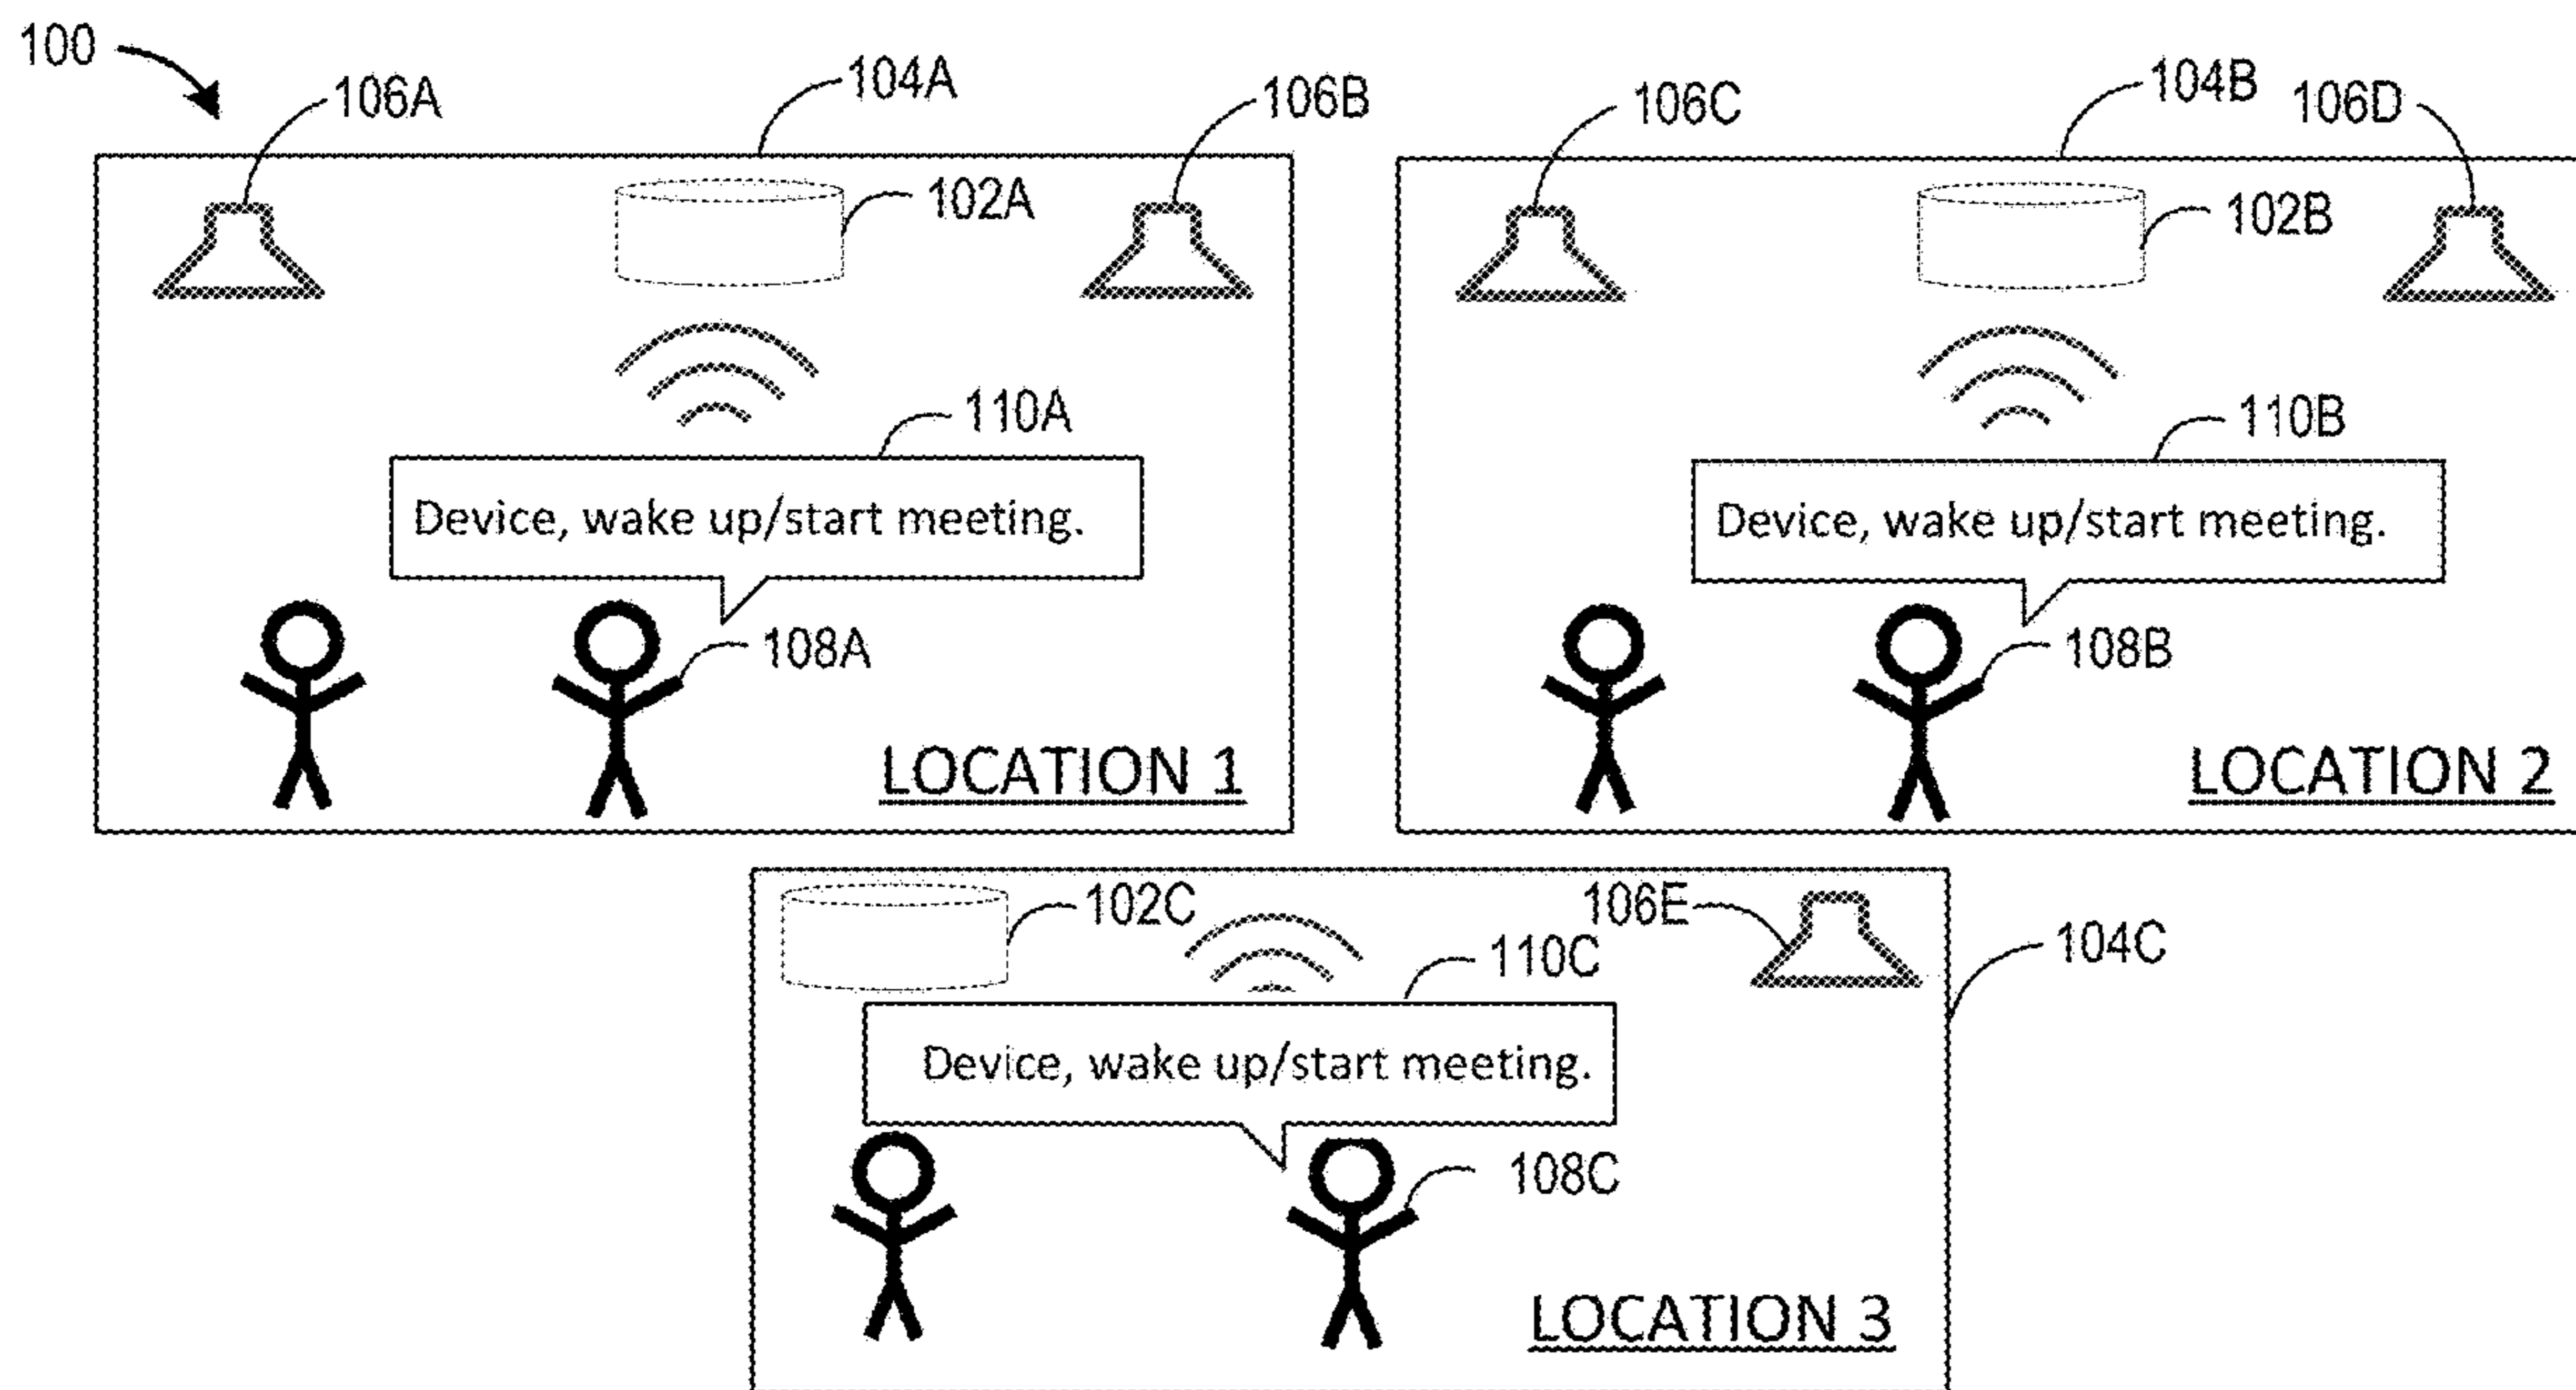 100
106A
104A
106B
106C
104B
106D
102A
102B
110A
110B
Device, wake up/start meeting.
Device, wake up/start meeting.
108A
108B
LOCATION 1
LOCATION 2
102C
106E
110C
104C
Device, wake up/start meeting.
108C
LOCATION 3